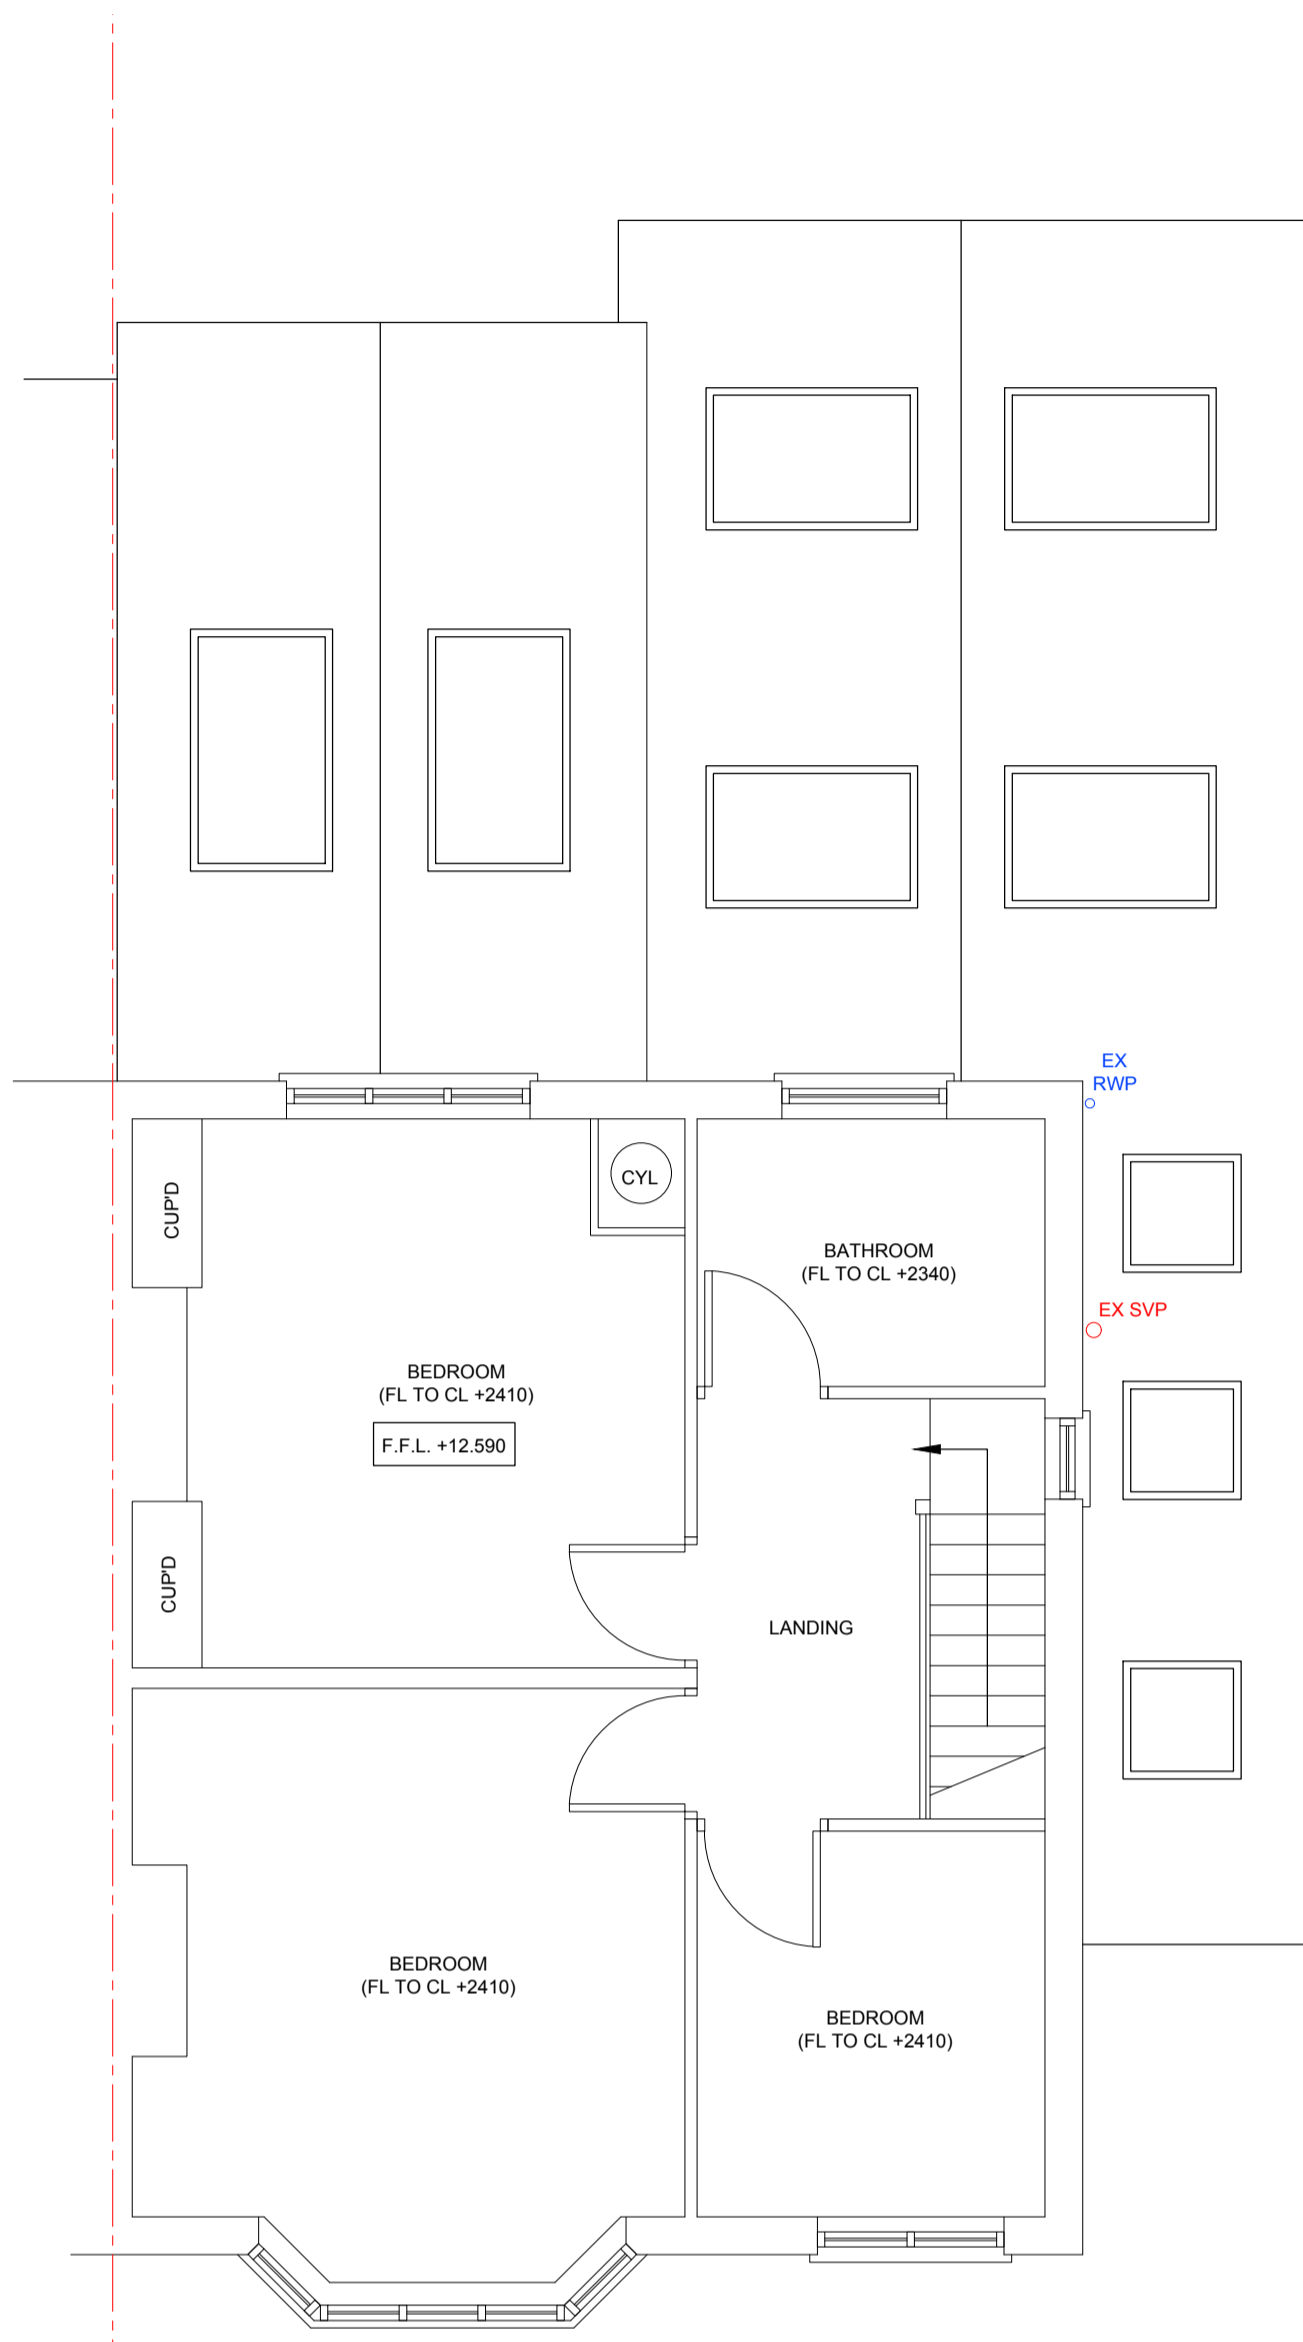 EX
RWP
CUP'D
CYL
BATHROOM
(FL TO CL +2340)
EX SVP
BEDROOM
(FL TO CL +2410)
F.F.L. +12.590
CUP'D
LANDING
BEDROOM
(FL TO CL +2410)
BEDROOM
(FL TO CL +2410)